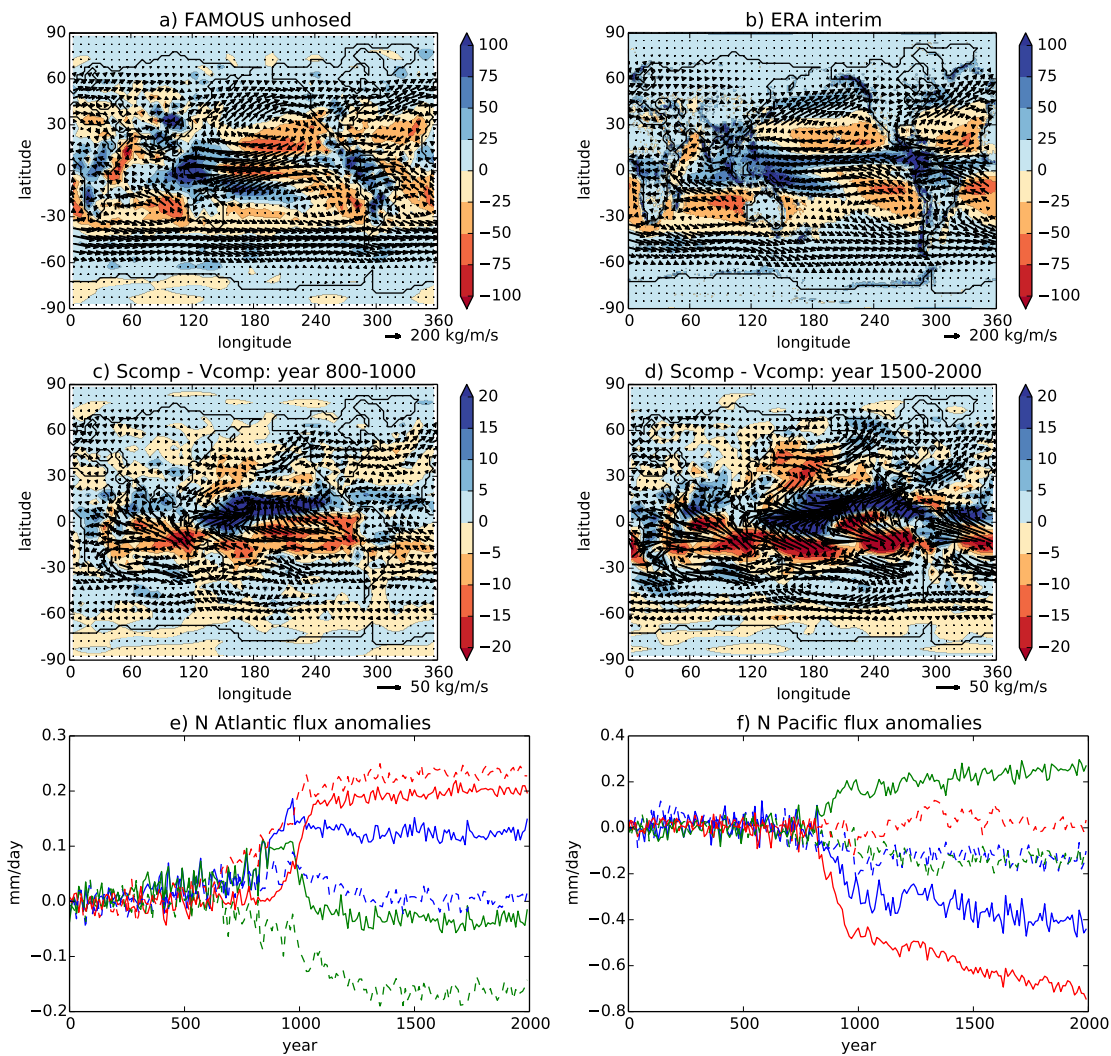 a) FAMOUS unhosed
90
60
30
0
−30
−60
-90
latitude
0 60 120 180 240 300 360
longitude
200 kg/m/s
100
75
50
25
0
−25
−50
−75
−100
b) ERA interim
90
60
30
0
−30
−60
-90
latitude
0 60 120 180 240 300 360
longitude
200 kg/m/s
100
75
50
25
0
−25
−50
−75
−100
c) Scomp - Vcomp: year 800-1000
90
60
30
0
−30
−60
-90
latitude
0 60 120 180 240 300 360
longitude
50 kg/m/s
20
15
10
5
0
−5
−10
−15
−20
d) Scomp - Vcomp: year 1500-2000
90
60
30
0
−30
−60
-90
latitude
0 60 120 180 240 300 360
longitude
50 kg/m/s
20
15
10
5
0
−5
−10
−15
−20
e) N Atlantic flux anomalies
0.3
0.2
0.1
0.0
−0.1
−0.2
mm/day
0 500 1000 1500 2000
year
f) N Pacific flux anomalies
0.4
0.2
0.0
−0.2
−0.4
−0.6
−0.8
mm/day
0 500 1000 1500 2000
year